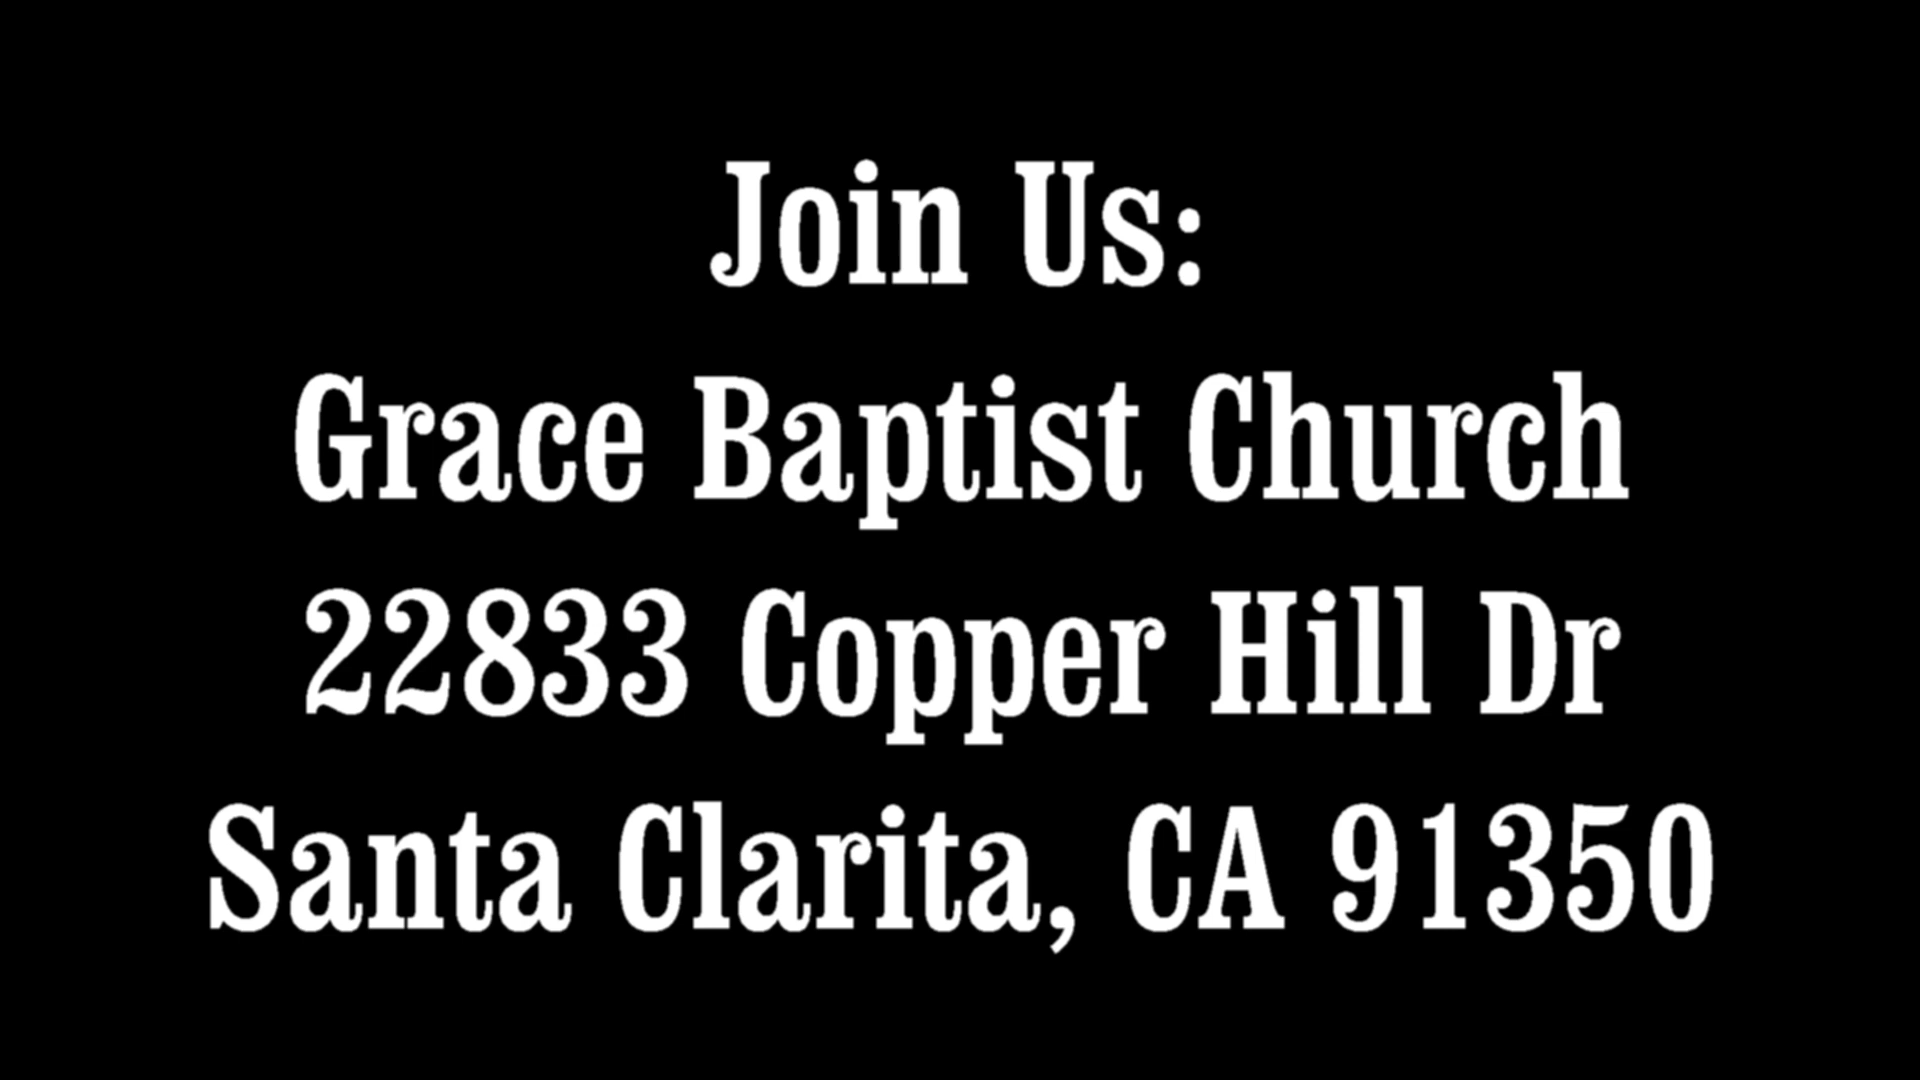 Join Us:
Grace Baptist Church
22833 Copper Hill Dr
Santa Clarita, CA 91350